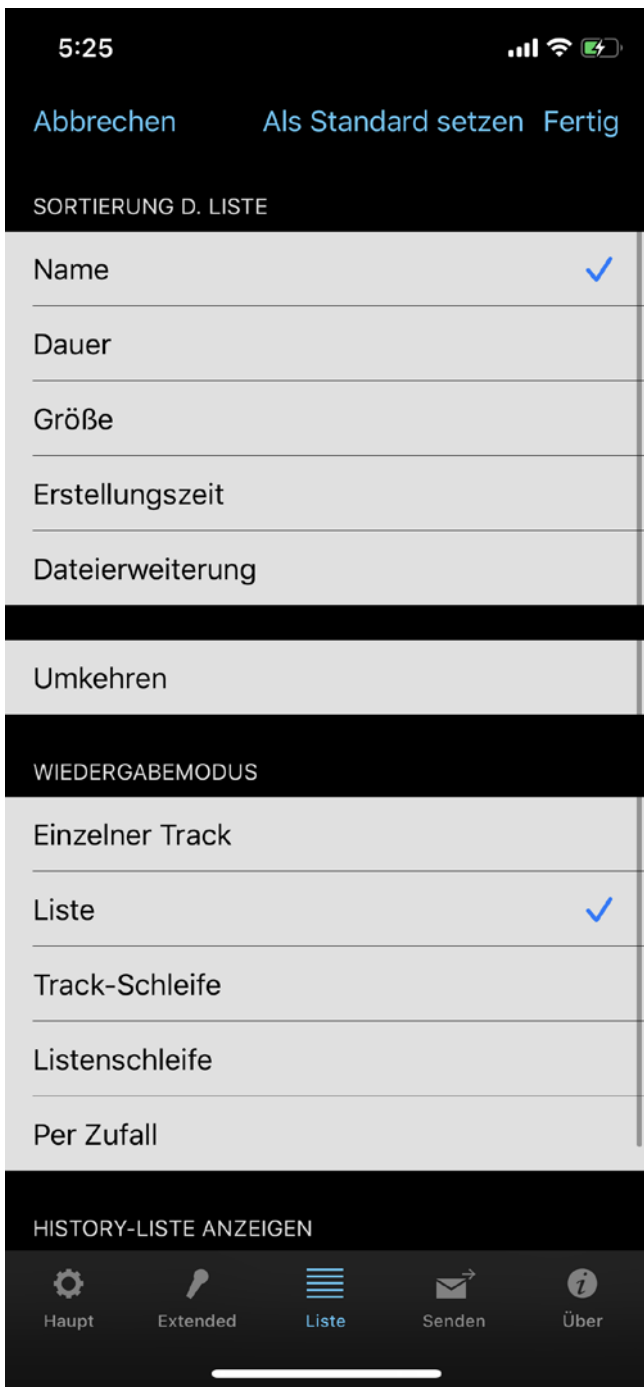 5:25
Abbrechen Als Standard setzen Fertig
SORTIERUNG D. LISTE
Name
Dauer
Größe
Erstellungszeit
Dateierweiterung
Umkehren
WIEDERGABEMODUS
Einzelner Track
Liste
Track-Schleife
Listenschleife
Per Zufall
HISTORY-LISTE ANZEIGEN
Haupt Extended Liste Senden Über